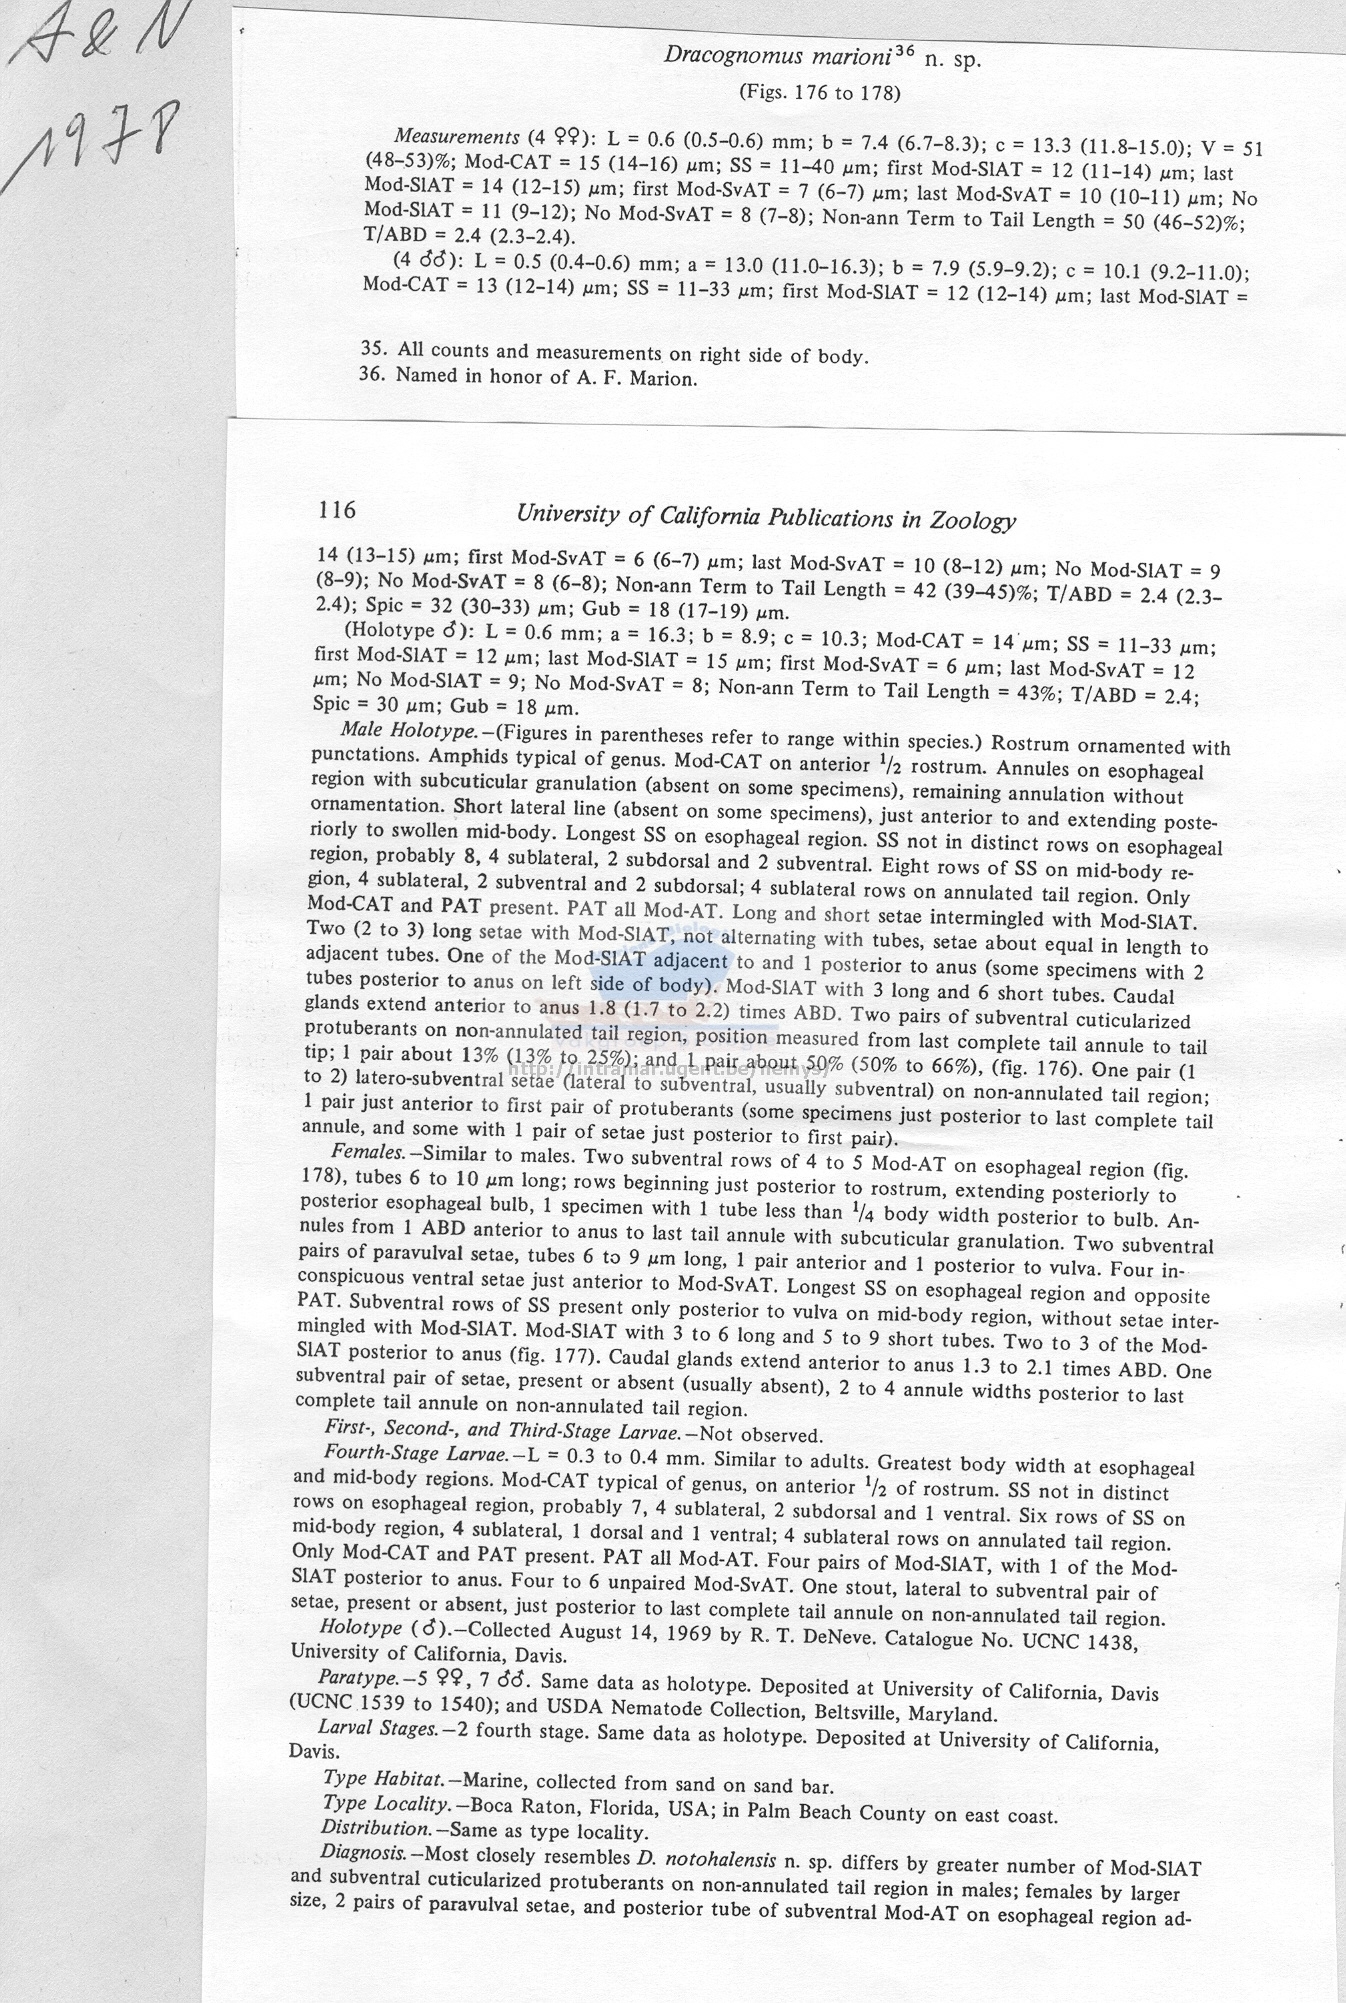 A & N
1978
Dracognomus marioni³⁶ n. sp.
(Figs. 176 to 178)
Measurements (4 ♀♀): L = 0.6 (0.5–0.6) mm; b = 7.4 (6.7–8.3); c = 13.3 (11.8–15.0); V = 51
(48–53)%; Mod-CAT = 15 (14–16) μm; SS = 11–40 μm; first Mod-SlAT = 12 (11–14) μm; last
Mod-SlAT = 14 (12–15) μm; first Mod-SvAT = 7 (6–7) μm; last Mod-SvAT = 10 (10–11) μm; No
Mod-SlAT = 11 (9–12); No Mod-SvAT = 8 (7–8); Non-ann Term to Tail Length = 50 (46–52)%;
T/ABD = 2.4 (2.3–2.4).
(4 ♂♂): L = 0.5 (0.4–0.6) mm; a = 13.0 (11.0–16.3); b = 7.9 (5.9–9.2); c = 10.1 (9.2–11.0);
Mod-CAT = 13 (12–14) μm; SS = 11–33 μm; first Mod-SlAT = 12 (12–14) μm; last Mod-SlAT =
35. All counts and measurements on right side of body.
36. Named in honor of A. F. Marion.
116 University of California Publications in Zoology
14 (13–15) μm; first Mod-SvAT = 6 (6–7) μm; last Mod-SvAT = 10 (8–12) μm; No Mod-SlAT = 9
(8–9); No Mod-SvAT = 8 (6–8); Non-ann Term to Tail Length = 42 (39–45)%; T/ABD = 2.4 (2.3–
2.4); Spic = 32 (30–33) μm; Gub = 18 (17–19) μm.
(Holotype ♂): L = 0.6 mm; a = 16.3; b = 8.9; c = 10.3; Mod-CAT = 14 μm; SS = 11–33 μm;
first Mod-SlAT = 12 μm; last Mod-SlAT = 15 μm; first Mod-SvAT = 6 μm; last Mod-SvAT = 12
μm; No Mod-SlAT = 9; No Mod-SvAT = 8; Non-ann Term to Tail Length = 43%; T/ABD = 2.4;
Spic = 30 μm; Gub = 18 μm.
Male Holotype.–(Figures in parentheses refer to range within species.) Rostrum ornamented with
punctations. Amphids typical of genus. Mod-CAT on anterior ¹/₂ rostrum. Annules on esophageal
region with subcuticular granulation (absent on some specimens), remaining annulation without
ornamentation. Short lateral line (absent on some specimens), just anterior to and extending poste-
riorly to swollen mid-body. Longest SS on esophageal region. SS not in distinct rows on esophageal
region, probably 8, 4 sublateral, 2 subdorsal and 2 subventral. Eight rows of SS on mid-body re-
gion, 4 sublateral, 2 subventral and 2 subdorsal; 4 sublateral rows on annulated tail region. Only
Mod-CAT and PAT present. PAT all Mod-AT. Long and short setae intermingled with Mod-SlAT.
Two (2 to 3) long setae with Mod-SlAT, not alternating with tubes, setae about equal in length to
adjacent tubes. One of the Mod-SlAT adjacent to and 1 posterior to anus (some specimens with 2
tubes posterior to anus on left side of body). Mod-SlAT with 3 long and 6 short tubes. Caudal
glands extend anterior to anus 1.8 (1.7 to 2.2) times ABD. Two pairs of subventral cuticularized
protuberants on non-annulated tail region, position measured from last complete tail annule to tail
tip; 1 pair about 13% (13% to 25%); and 1 pair about 50% (50% to 66%), (fig. 176). One pair (1
http://intramar.ugent.be/nemys/
to 2) latero-subventral setae (lateral to subventral, usually subventral) on non-annulated tail region;
1 pair just anterior to first pair of protuberants (some specimens just posterior to last complete tail
annule, and some with 1 pair of setae just posterior to first pair).
Females.–Similar to males. Two subventral rows of 4 to 5 Mod-AT on esophageal region (fig.
178), tubes 6 to 10 μm long; rows beginning just posterior to rostrum, extending posteriorly to
posterior esophageal bulb, 1 specimen with 1 tube less than ¹/₄ body width posterior to bulb. An-
nules from 1 ABD anterior to anus to last tail annule with subcuticular granulation. Two subventral
pairs of paravulval setae, tubes 6 to 9 μm long, 1 pair anterior and 1 posterior to vulva. Four in-
conspicuous ventral setae just anterior to Mod-SvAT. Longest SS on esophageal region and opposite
PAT. Subventral rows of SS present only posterior to vulva on mid-body region, without setae inter-
mingled with Mod-SlAT. Mod-SlAT with 3 to 6 long and 5 to 9 short tubes. Two to 3 of the Mod-
SlAT posterior to anus (fig. 177). Caudal glands extend anterior to anus 1.3 to 2.1 times ABD. One
subventral pair of setae, present or absent (usually absent), 2 to 4 annule widths posterior to last
complete tail annule on non-annulated tail region.
First-, Second-, and Third-Stage Larvae.–Not observed.
Fourth-Stage Larvae.–L = 0.3 to 0.4 mm. Similar to adults. Greatest body width at esophageal
and mid-body regions. Mod-CAT typical of genus, on anterior ¹/₂ of rostrum. SS not in distinct
rows on esophageal region, probably 7, 4 sublateral, 2 subdorsal and 1 ventral. Six rows of SS on
mid-body region, 4 sublateral, 1 dorsal and 1 ventral; 4 sublateral rows on annulated tail region.
Only Mod-CAT and PAT present. PAT all Mod-AT. Four pairs of Mod-SlAT, with 1 of the Mod-
SlAT posterior to anus. Four to 6 unpaired Mod-SvAT. One stout, lateral to subventral pair of
setae, present or absent, just posterior to last complete tail annule on non-annulated tail region.
Holotype (♂).–Collected August 14, 1969 by R. T. DeNeve. Catalogue No. UCNC 1438,
University of California, Davis.
Paratype.–5 ♀♀, 7 ♂♂. Same data as holotype. Deposited at University of California, Davis
(UCNC 1539 to 1540); and USDA Nematode Collection, Beltsville, Maryland.
Larval Stages.–2 fourth stage. Same data as holotype. Deposited at University of California,
Davis.
Type Habitat.–Marine, collected from sand on sand bar.
Type Locality.–Boca Raton, Florida, USA; in Palm Beach County on east coast.
Distribution.–Same as type locality.
Diagnosis.–Most closely resembles D. notohalensis n. sp. differs by greater number of Mod-SlAT
and subventral cuticularized protuberants on non-annulated tail region in males; females by larger
size, 2 pairs of paravulval setae, and posterior tube of subventral Mod-AT on esophageal region ad-